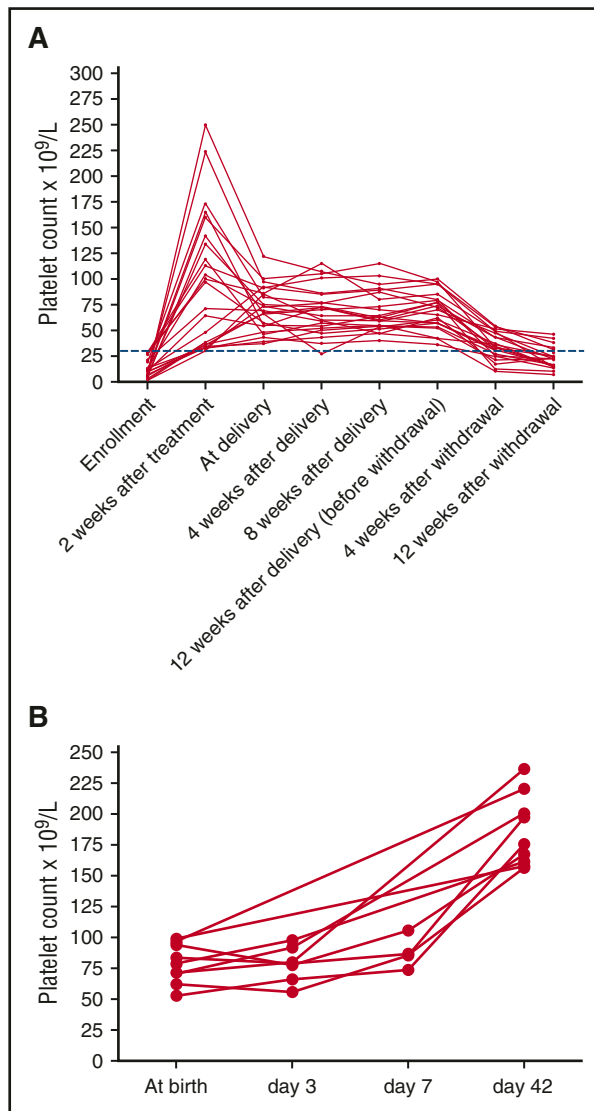 A
Platelet count x 10⁹/L
300
275
250
225
200
175
150
125
100
75
50
25
0
Enrollment
2 weeks after treatment
At delivery
4 weeks after delivery
8 weeks after delivery
12 weeks after delivery (before withdrawal)
4 weeks after withdrawal
12 weeks after withdrawal
B
Platelet count x 10⁹/L
250
225
200
175
150
125
100
75
50
25
0
At birth day 3 day 7 day 42